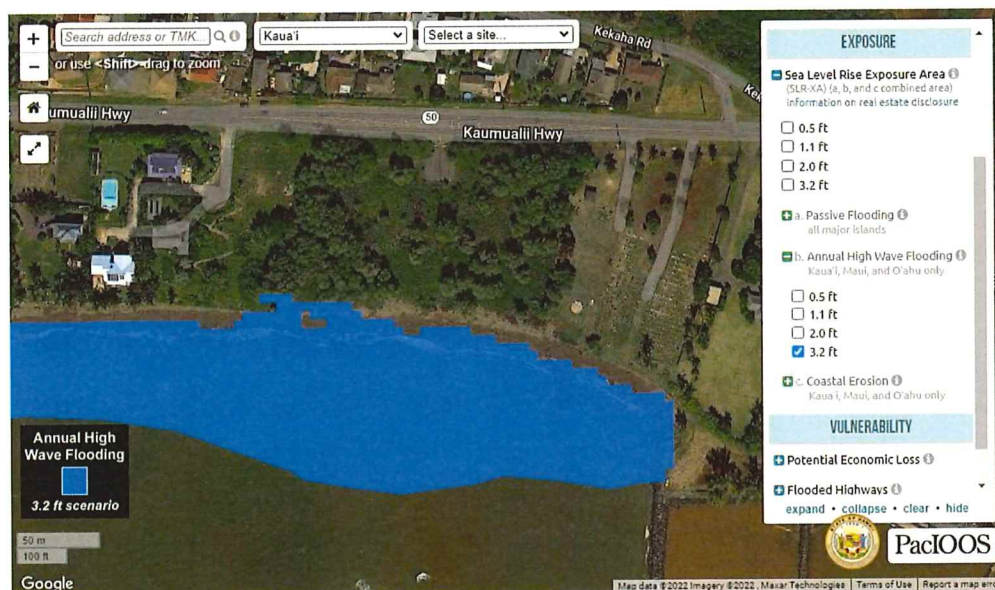 +
Search address or TMK...
Kaua'i
Select a site...
−
or use <Shift>-drag to zoom
Kekaha Rd
umualii Hwy
50
Kaumualii Hwy
EXPOSURE
Sea Level Rise Exposure Area
(SLR-XA) (a, b, and c combined area)
information on real estate disclosure
0.5 ft
1.1 ft
2.0 ft
3.2 ft
a. Passive Flooding
all major islands
b. Annual High Wave Flooding
Kaua'i, Maui, and O'ahu only
0.5 ft
1.1 ft
2.0 ft
3.2 ft
c. Coastal Erosion
Kaua'i, Maui, and O'ahu only
VULNERABILITY
Potential Economic Loss
Flooded Highways
expand • collapse • clear • hide
Annual High
Wave Flooding
3.2 ft scenario
50 m
100 ft
Google
PacIOOS
Map data ©2022 Imagery ©2022 , Maxar Technologies
Terms of Use
Report a map erro